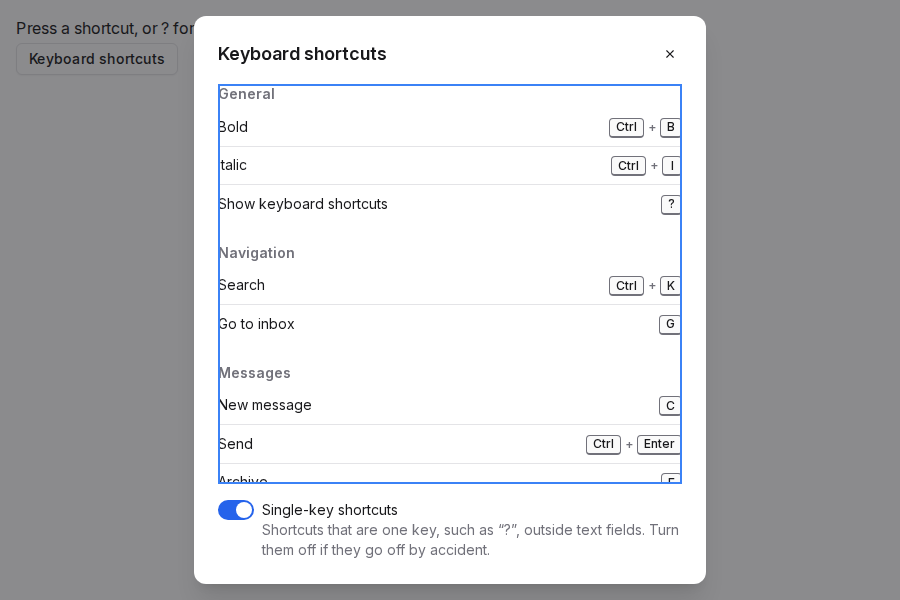 Press a shortcut, or ? for
Keyboard shortcuts
Keyboard shortcuts
General
Bold Ctrl + B
Italic Ctrl + I
Show keyboard shortcuts ?
Navigation
Search Ctrl + K
Go to inbox G
Messages
New message C
Send Ctrl + Enter
Archive E
Single-key shortcuts
Shortcuts that are one key, such as “?”, outside text fields. Turn
them off if they go off by accident.